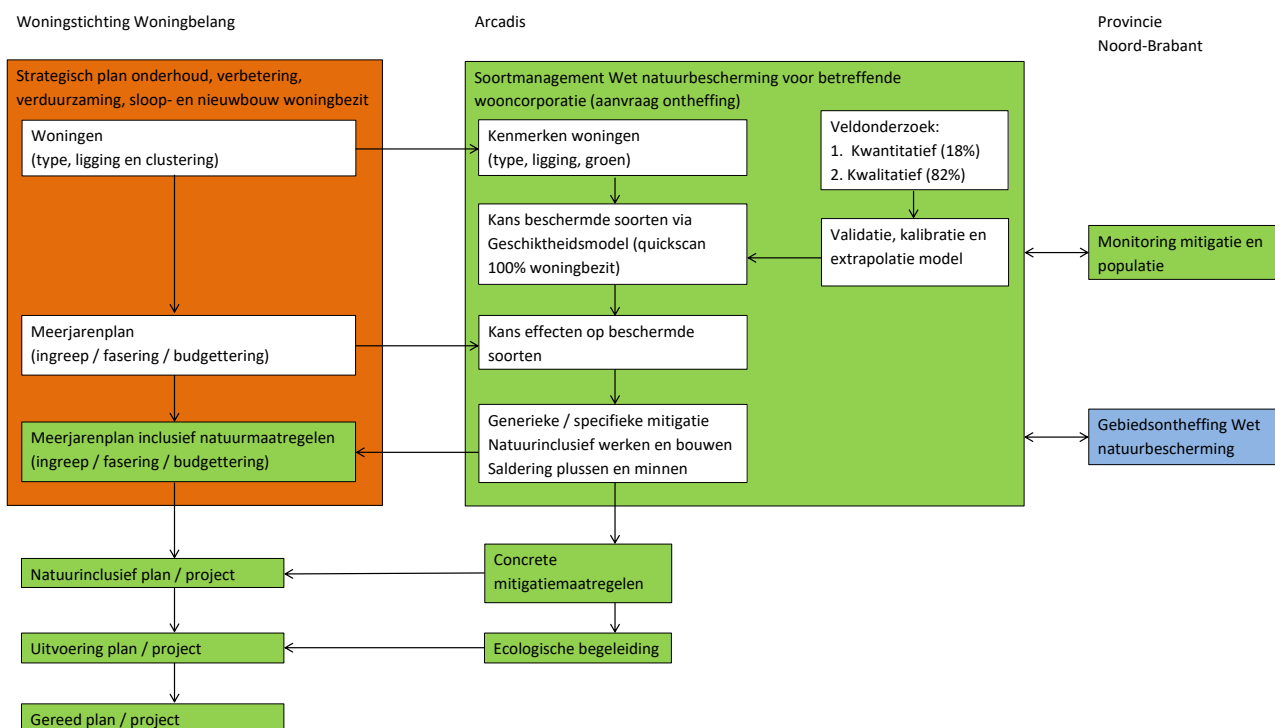 Woningstichting Woningbelang
Arcadis
Provincie
Noord-Brabant
Strategisch plan onderhoud, verbetering,
verduurzaming, sloop- en nieuwbouw woningbezit
Woningen
(type, ligging en clustering)
Meerjarenplan
(ingreep / fasering / budgettering)
Meerjarenplan inclusief natuurmaatregelen
(ingreep / fasering / budgettering)
Natuurinclusief plan / project
Uitvoering plan / project
Gereed plan / project
Soortmanagement Wet natuurbescherming voor betreffende
wooncorporatie (aanvraag ontheffing)
Kenmerken woningen
(type, ligging, groen)
Kans beschermde soorten via
Geschiktheidsmodel (quickscan
100% woningbezit)
Kans effecten op beschermde
soorten
Generieke / specifieke mitigatie
Natuurinclusief werken en bouwen
Saldering plussen en minnen
Concrete
mitigatiemaatregelen
Ecologische begeleiding
Veldonderzoek:
1. Kwantitatief (18%)
2. Kwalitatief (82%)
Validatie, kalibratie en
extrapolatie model
Monitoring mitigatie en
populatie
Gebiedsontheffing Wet
natuurbescherming